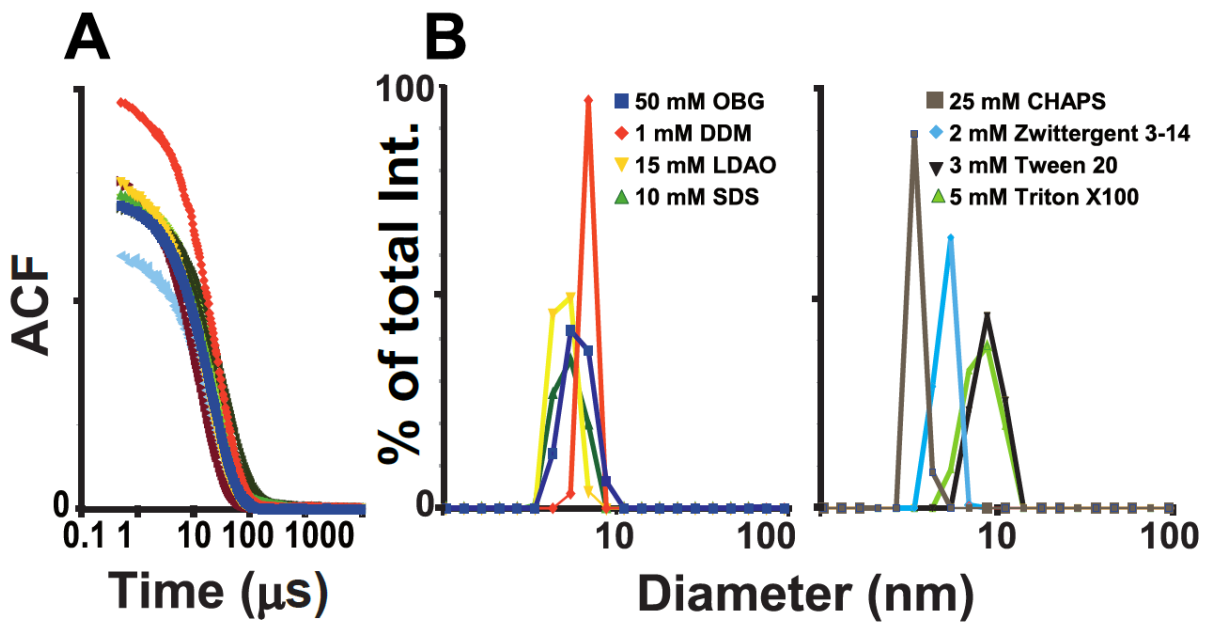 A
B
ACF
0
0.1 1 10 100 1000
Time (µs)
% of total Int.
100
0
50 mM OBG
1 mM DDM
15 mM LDAO
10 mM SDS
25 mM CHAPS
2 mM Zwittergent 3-14
3 mM Tween 20
5 mM Triton X100
10 100
10 100
Diameter (nm)